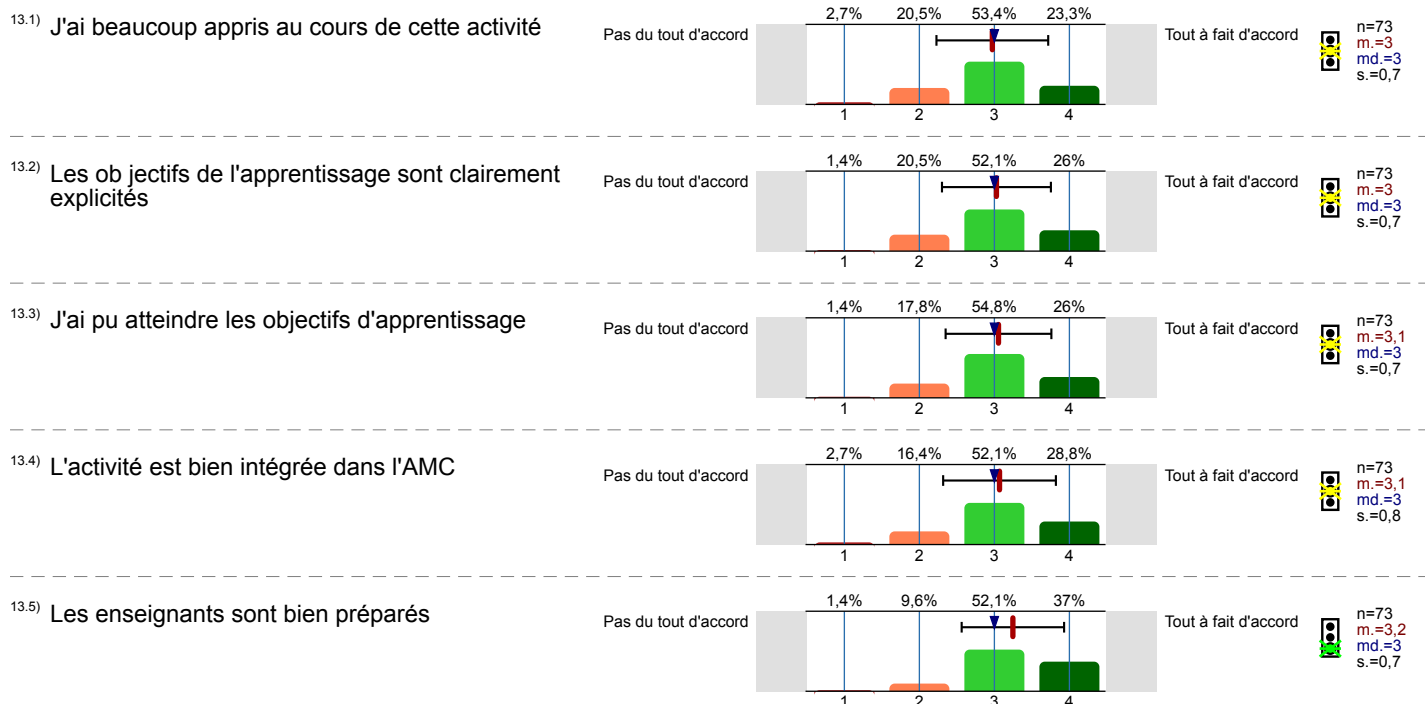 13.1) J'ai beaucoup appris au cours de cette activité
Pas du tout d'accord
2,7% 20,5% 53,4% 23,3%
1 2 3 4
Tout à fait d'accord
n=73
m.=3
md.=3
s.=0,7
13.2) Les ob jectifs de l'apprentissage sont clairement
explicités
Pas du tout d'accord
1,4% 20,5% 52,1% 26%
1 2 3 4
Tout à fait d'accord
n=73
m.=3
md.=3
s.=0,7
13.3) J'ai pu atteindre les objectifs d'apprentissage
Pas du tout d'accord
1,4% 17,8% 54,8% 26%
1 2 3 4
Tout à fait d'accord
n=73
m.=3,1
md.=3
s.=0,7
13.4) L'activité est bien intégrée dans l'AMC
Pas du tout d'accord
2,7% 16,4% 52,1% 28,8%
1 2 3 4
Tout à fait d'accord
n=73
m.=3,1
md.=3
s.=0,8
13.5) Les enseignants sont bien préparés
Pas du tout d'accord
1,4% 9,6% 52,1% 37%
1 2 3 4
Tout à fait d'accord
n=73
m.=3,2
md.=3
s.=0,7